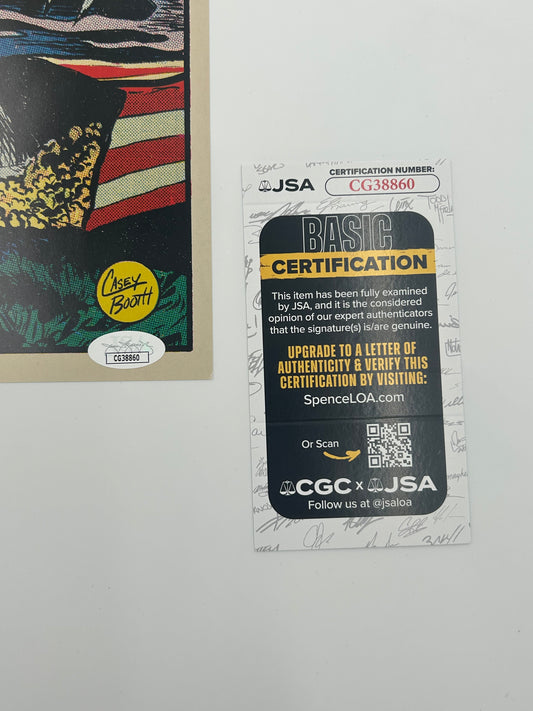 CASEY
BOOTH
CG38860
JSA
CERTIFICATION NUMBER:
CG38860
BASIC
CERTIFICATION
This item has been fully examined
by JSA, and it is the considered
opinion of our expert authenticators
that the signature(s) is/are genuine.
UPGRADE TO A LETTER OF
AUTHENTICITY & VERIFY THIS
CERTIFICATION BY VISITING:
SpenceLOA.com
Or Scan
CGC x JSA
Follow us at @jsaloa